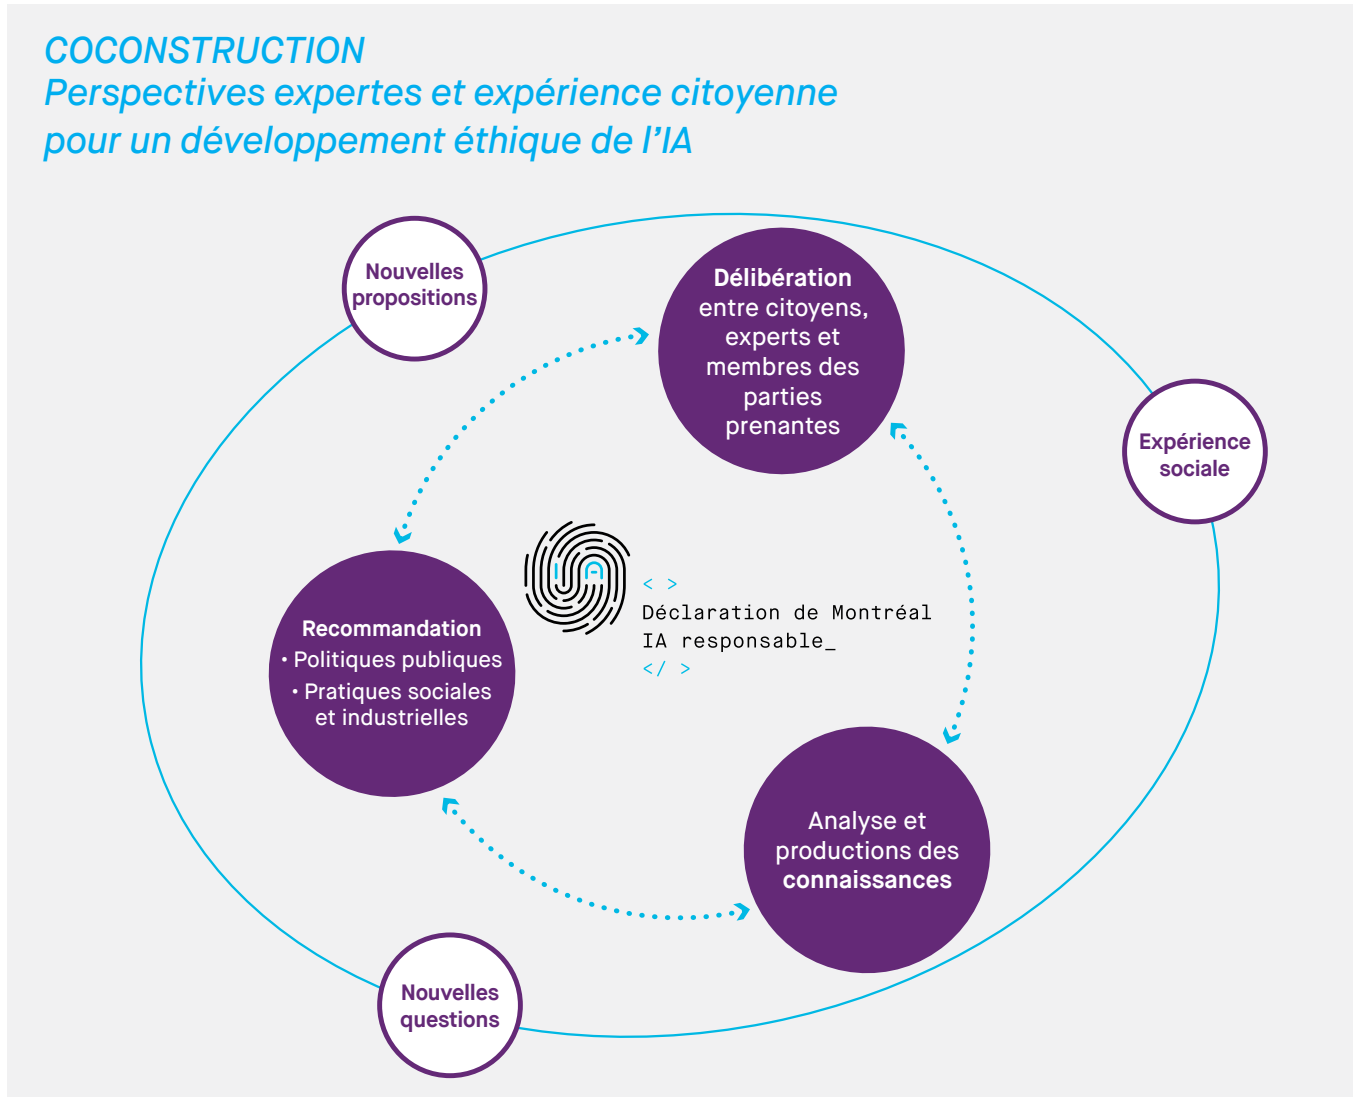 COCONSTRUCTION
Perspectives expertes et expérience citoyenne
pour un développement éthique de l’IA
Nouvelles
propositions
Délibération
entre citoyens,
experts et
membres des
parties
prenantes
Expérience
sociale
IA
< >
Déclaration de Montréal
IA responsable_
</ >
Recommandation
• Politiques publiques
• Pratiques sociales
et industrielles
Analyse et
productions des
connaissances
Nouvelles
questions